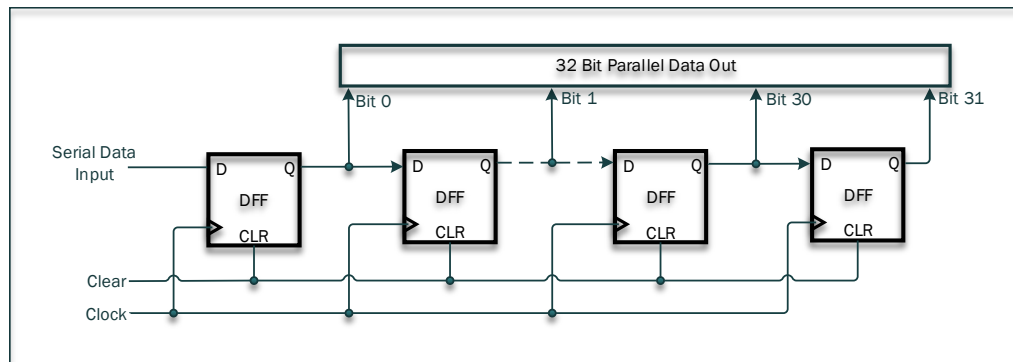 32 Bit Parallel Data Out
Bit 0
Bit 1
Bit 30
Bit 31
Serial Data
Input
D
Q
DFF
CLR
D
Q
DFF
CLR
D
Q
DFF
CLR
D
Q
DFF
CLR
Clear
Clock